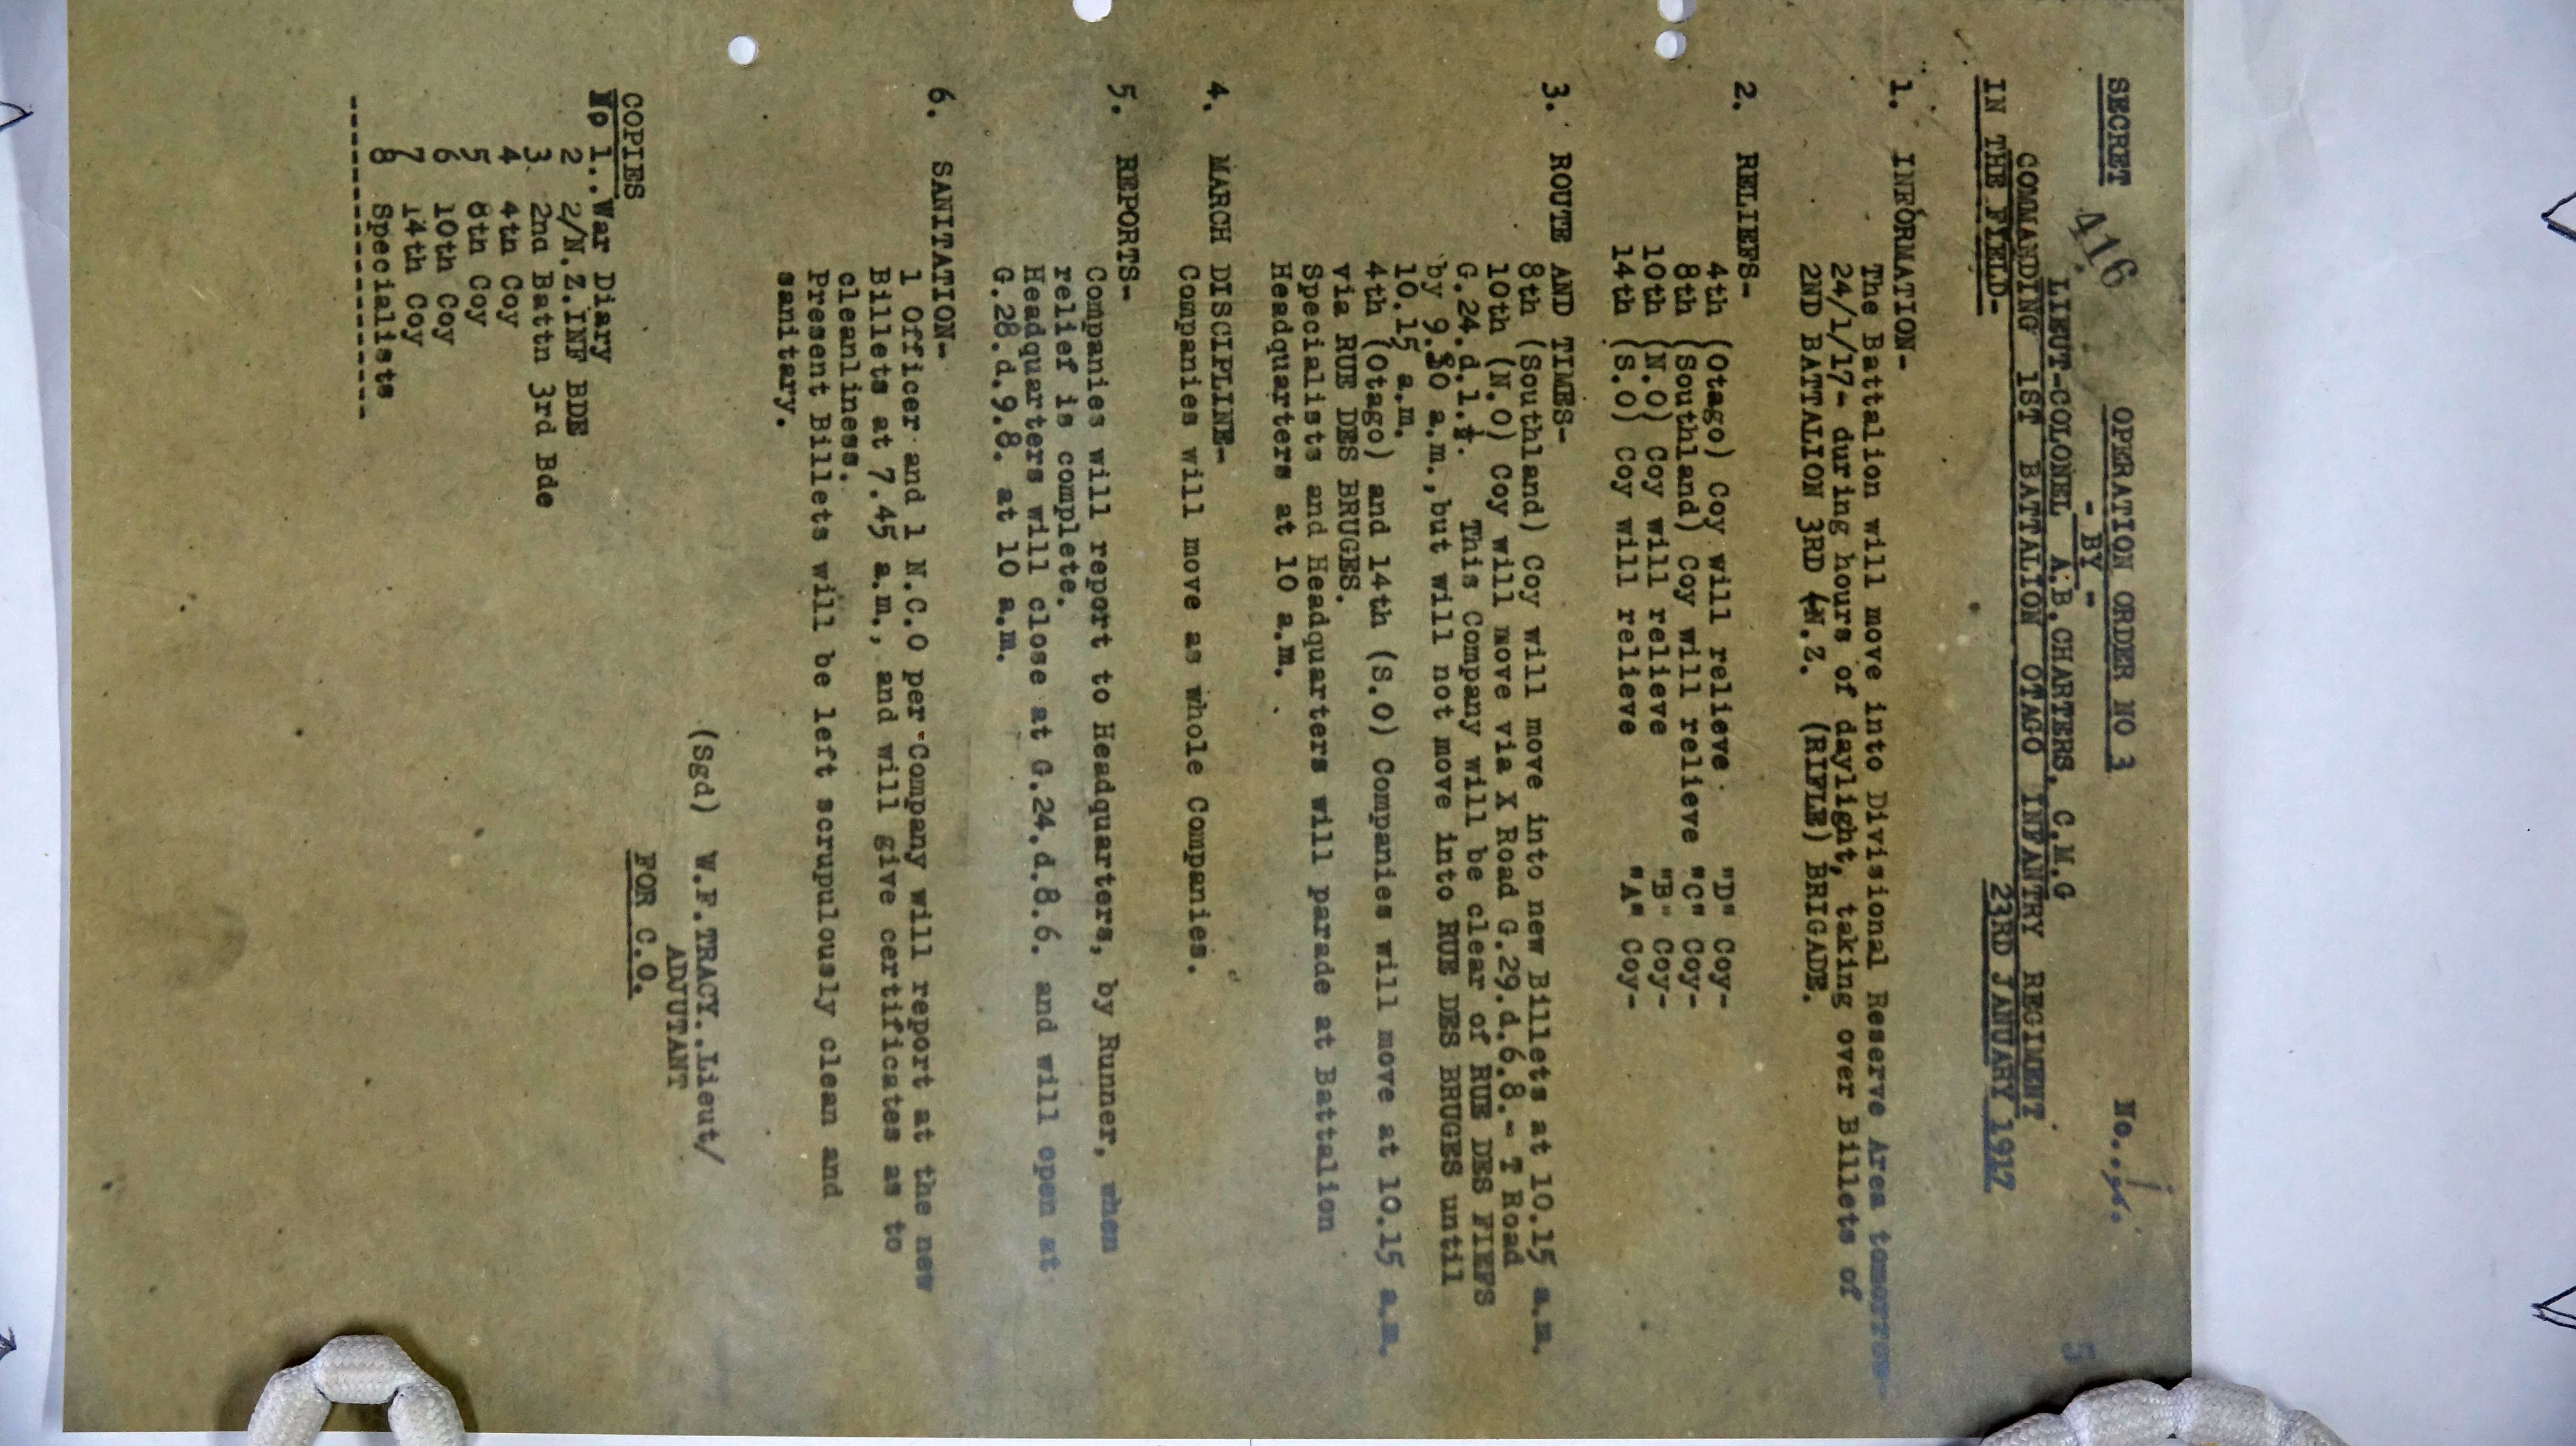 SECRET OPERATION ORDER NO 3 No..
416
- BY -
5
LIEUT-COLONEL A.B.CHARTERS, C.M.G
COMMANDING 1ST BATTALION OTAGO INFANTRY REGIMENT
IN THE FIELD- 23RD JANUARY 1917
1. INFORMATION-
The Battalion will move into Divisional Reserve Area tomorrow-
24/1/17- during hours of daylight, taking over Billets of
2ND BATTALION 3RD (N.Z. (RIFLE) BRIGADE.
2. RELIEFS-
4th (Otago) Coy will relieve "D" Coy-
8th (Southland) Coy will relieve "C" Coy-
10th (N.O) Coy will relieve "B" Coy-
14th (S.O) Coy will relieve "A" Coy-
3. ROUTE AND TIMES-
8th (Southland) Coy will move into new Billets at 10.15 a.m.
10th (N.O) Coy will move via X Road G.29.d.6.8.- T Road
G.24.d.1. This Company will be clear of RUE DES FIEFS
by 9.30 a.m.,but will not move into RUE DES BRUGES until
10.15 a.m.
4th (Otago) and 14th (S.O) Companies will move at 10.15 a.m.
via RUE DES BRUGES.
Specialists and Headquarters will parade at Battalion
Headquarters at 10 a.m.
4. MARCH DISCIPLINE-
Companies will move as whole Companies.
5. REPORTS-
Companies will report to Headquarters, by Runner, when
relief is complete.
Headquarters will close at G.24.d.8.6. and will open at
G.28.d.9.8. at 10 a.m.
6. SANITATION-
1 Officer and 1 N.C.O per Company will report at the new
Billets at 7.45 a.m., and will give certificates as to
cleanliness.
Present Billets will be left scrupulously clean and
sanitary.
(Sgd) W.F.TRACY..Lieut/
ADJUTANT
FOR C.O.
COPIES
No 1..War Diary
2 2/N.Z.INF BDE
3 2nd Battn 3rd Bde
4 4th Coy
5 8th Coy
6 10th Coy
7 14th Coy
8 Specialists
----------------------